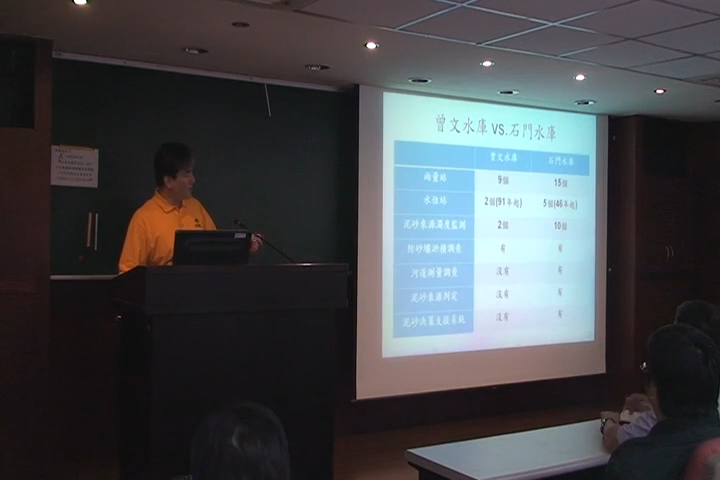 曾文水庫 VS.石門水庫
曾文水庫 石門水庫
雨量站 9個 15個
水位站 2個(91年起) 5個(46年起)
泥砂來源濃度監測 2個 10個
防砂壩淤積調查 有 有
河道測量調查 沒有 有
泥砂來源判定 沒有 有
泥砂決策支援系統 沒有 有